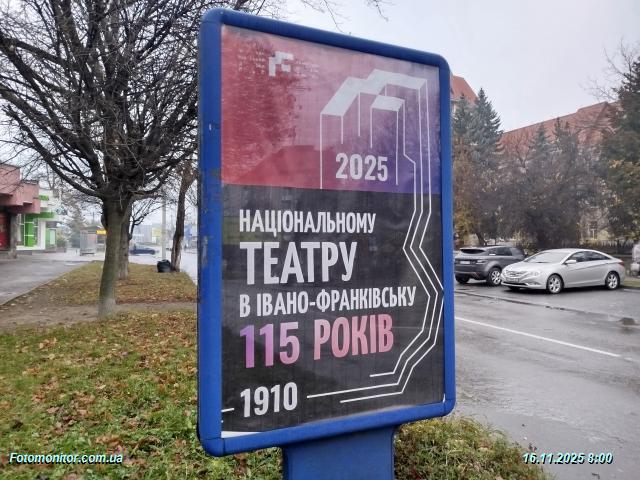 2025
НАЦІОНАЛЬНОМУ
ТЕАТРУ
В ІВАНО-ФРАНКІВСЬКУ
115 РОКІВ
1910
Fotomonitor.com.ua
16.11.2025 8:00